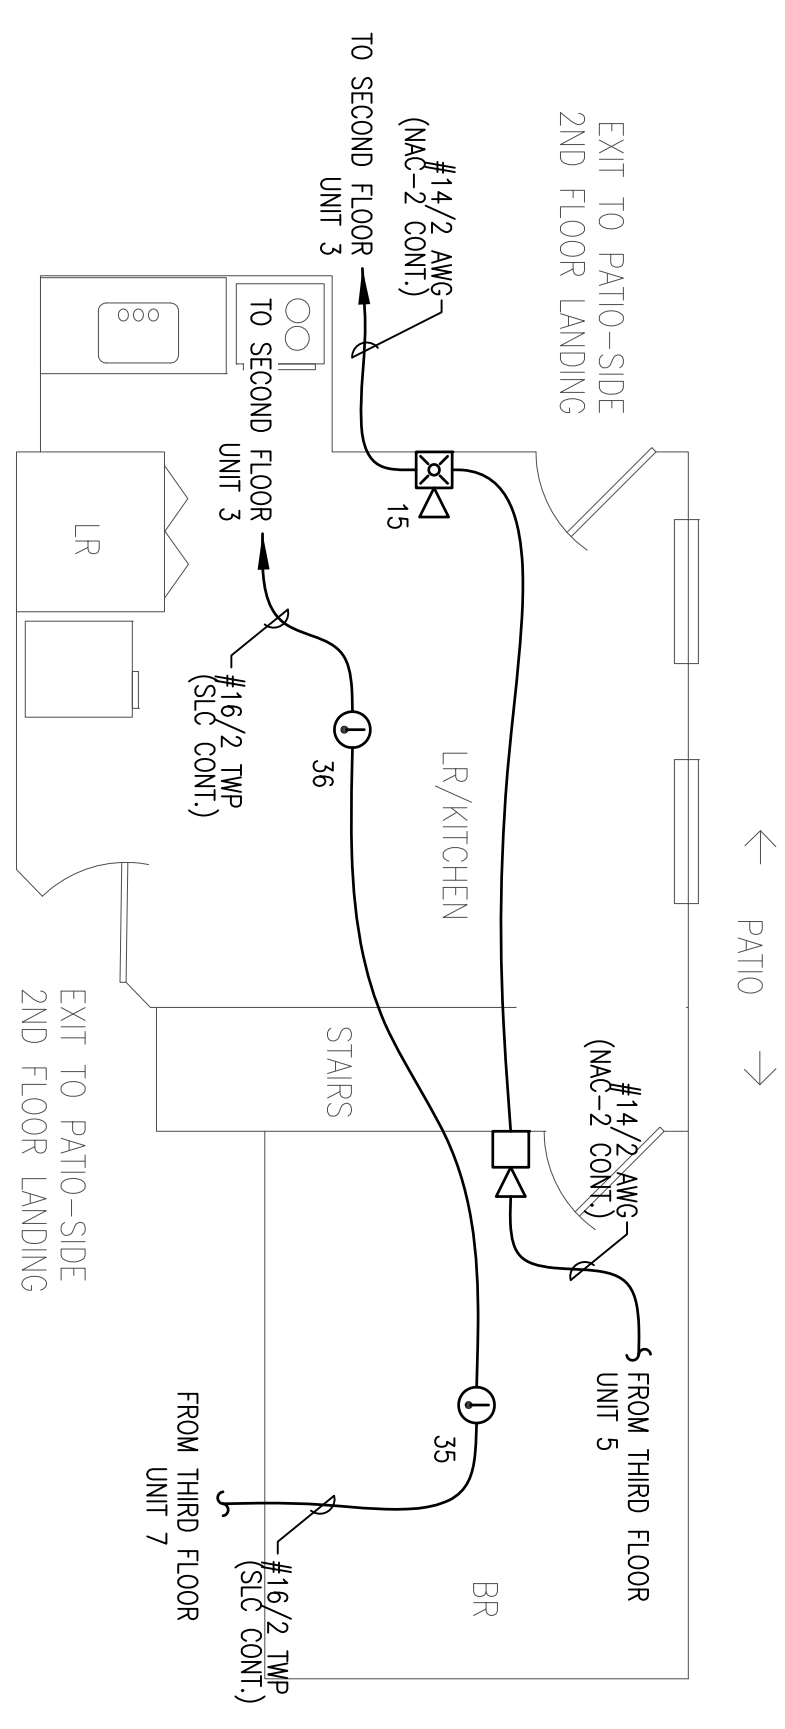 TO SECOND FLOOR
UNIT 3
#14/2 AWG
(NAC-2 CONT.)
EXIT TO PATIO-SIDE
2ND FLOOR LANDING
TO SECOND FLOOR
UNIT 3
15
LR
#16/2 TWP
(SLC CONT.)
36
LR/KITCHEN
PATIO
EXIT TO PATIO-SIDE
2ND FLOOR LANDING
STAIRS
#14/2 AWG
(NAC-2 CONT.)
FROM THIRD FLOOR
UNIT 5
35
FROM THIRD FLOOR
UNIT 7
#16/2 TWP
(SLC CONT.)
BR